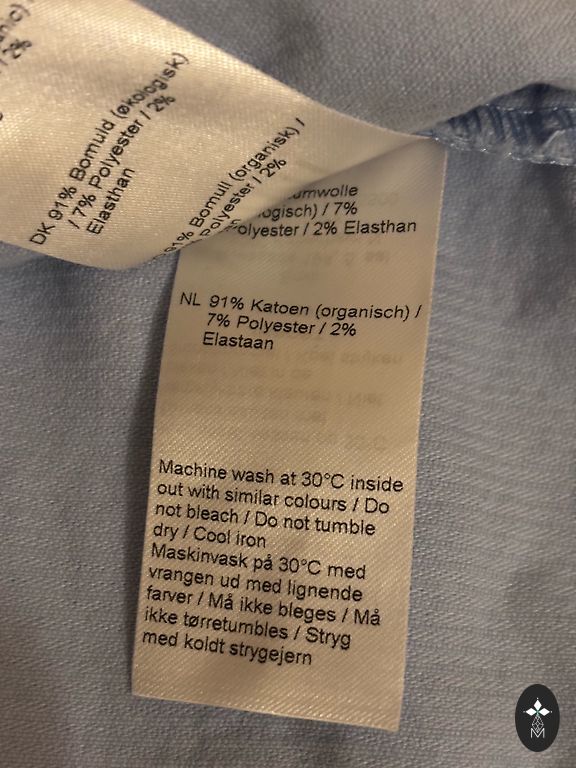 DK 91% Bomuld (økologisk)
/ 7% Polyester / 2%
Elasthan
91% Bomull (organisk) /
Polyester / 2%
/ 7%
Polyester / 2% Elasthan
NL 91% Katoen (organisch) /
7% Polyester / 2%
Elastaan
Machine wash at 30°C inside
out with similar colours / Do
not bleach / Do not tumble
dry / Cool iron
Maskinvask på 30°C med
vrangen ud med lignende
farver / Må ikke bleges / Må
ikke tørretumbles / Stryg
med koldt strygejern
M